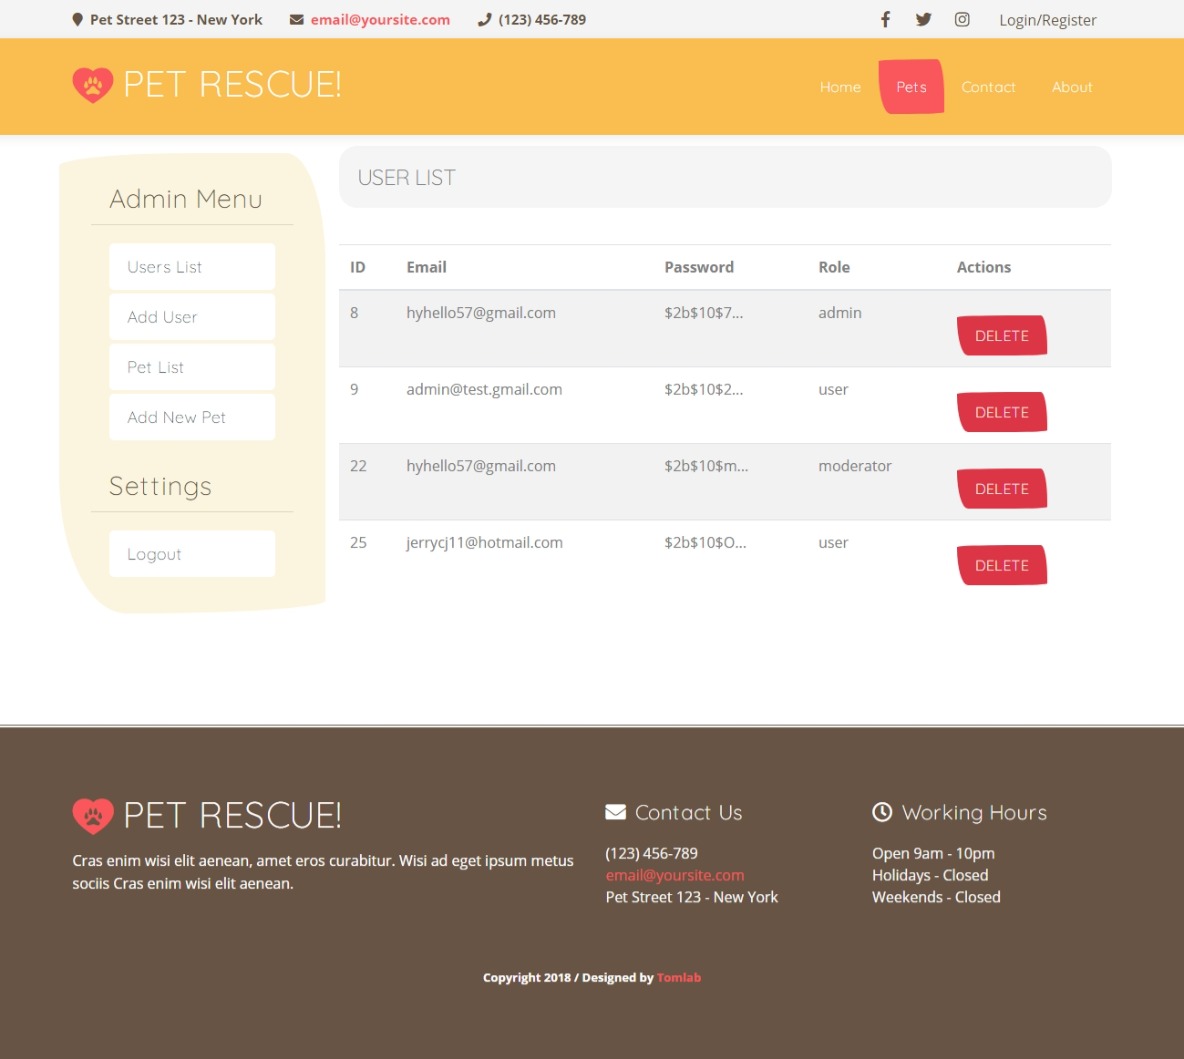 Pet Street 123 - New York email@yoursite.com (123) 456-789 Login/Register
PET RESCUE! Home Pets Contact About
Admin Menu
Users List
Add User
Pet List
Add New Pet
Settings
Logout
USER LIST
ID Email Password Role Actions
8 hyhello57@gmail.com $2b$10$7... admin DELETE
9 admin@test.gmail.com $2b$10$2... user DELETE
22 hyhello57@gmail.com $2b$10$m... moderator DELETE
25 jerrycj11@hotmail.com $2b$10$O... user DELETE
PET RESCUE!
Cras enim wisi elit aenean, amet eros curabitur. Wisi ad eget ipsum metus
sociis Cras enim wisi elit aenean.
Contact Us
(123) 456-789
email@yoursite.com
Pet Street 123 - New York
Working Hours
Open 9am - 10pm
Holidays - Closed
Weekends - Closed
Copyright 2018 / Designed by Tomlab